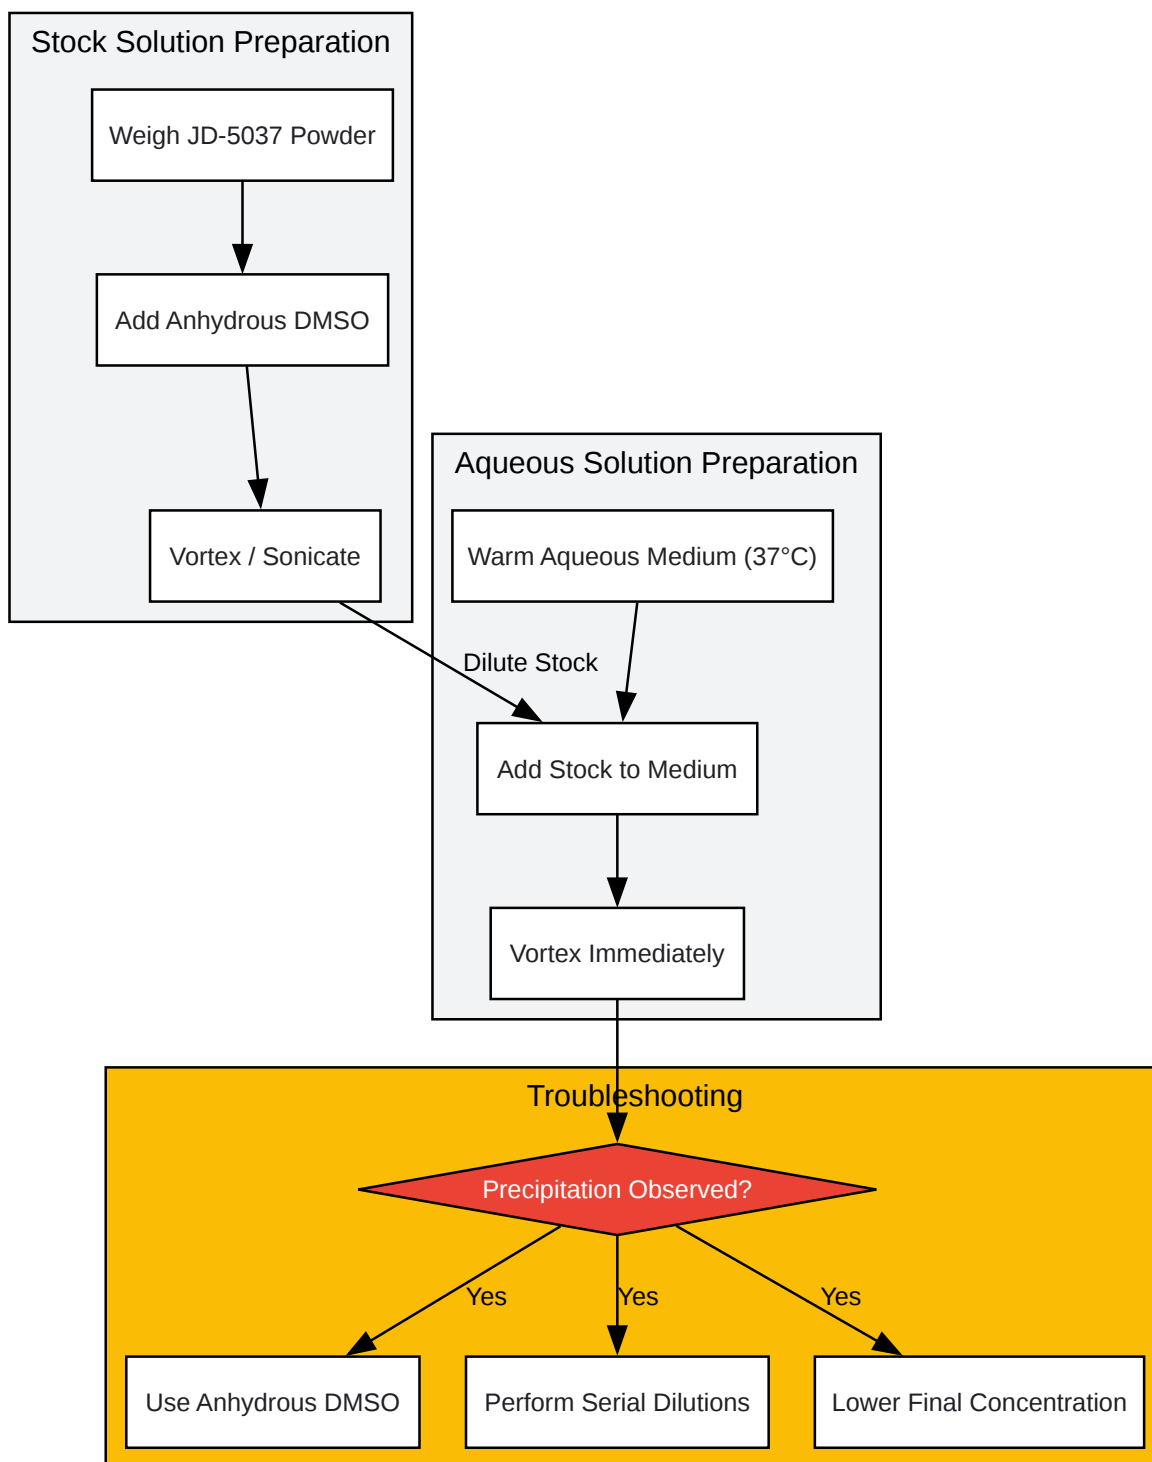 Stock Solution Preparation
Weigh JD-5037 Powder
Add Anhydrous DMSO
Vortex / Sonicate
Aqueous Solution Preparation
Warm Aqueous Medium (37°C)
Dilute Stock
Add Stock to Medium
Vortex Immediately
Troubleshooting
Precipitation Observed?
Yes
Yes
Yes
Use Anhydrous DMSO
Perform Serial Dilutions
Lower Final Concentration